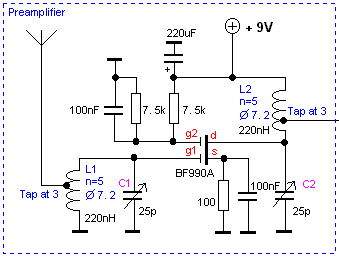 Preamplifier
220uF
+ 9V
+
L2
n=5
Ø 7.2
Tap at 3
220nH
100nF
7.5k
7.5k
g2
d
g1
s
BF990A
L1
n=5
Ø 7.2
Tap at 3
220nH
C1
25p
100
100nF
C2
25p